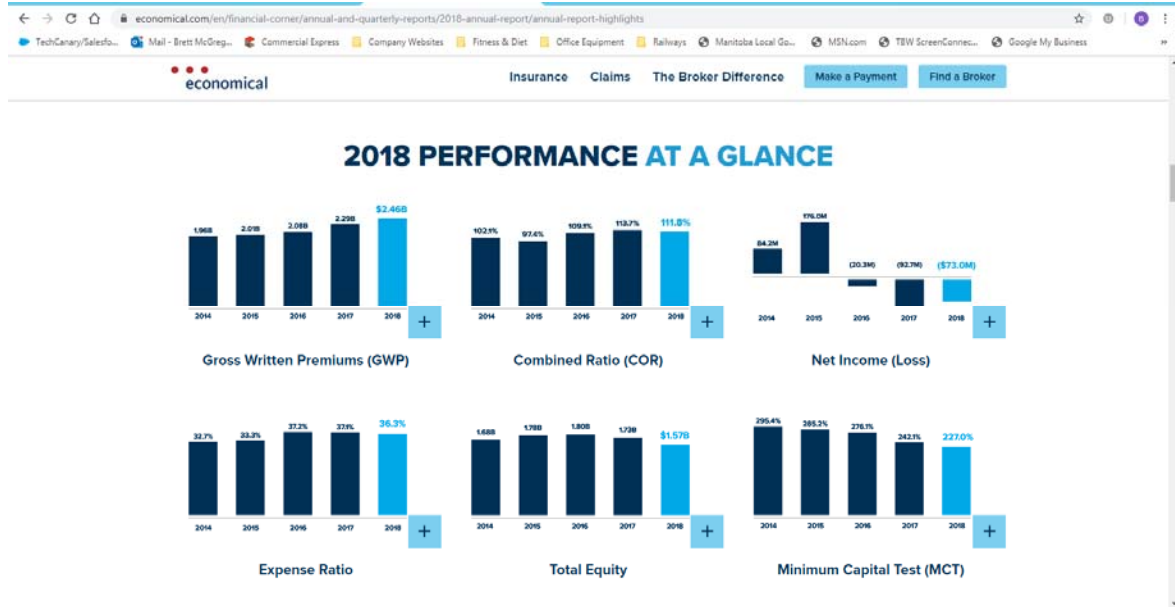 economical.com/en/financial-corner/annual-and-quarterly-reports/2018-annual-report/annual-report-highlights
TechCanary/Salesfo... Mail - Brett McGreg... Commercial Express Company Websites Fitness & Diet Office Equipment Railways Manitoba Local Go... MSN.com TBW ScreenConnec... Google My Business »
economical Insurance Claims The Broker Difference Make a Payment Find a Broker
2018 PERFORMANCE AT A GLANCE
1.96B 2.01B 2.08B 2.29B $2.46B
2014 2015 2016 2017 2018 +
Gross Written Premiums (GWP)
102.1% 97.4% 109.1% 113.7% 111.8%
2014 2015 2016 2017 2018 +
Combined Ratio (COR)
84.2M 176.0M (20.3M) (92.7M) ($73.0M)
2014 2015 2016 2017 2018 +
Net Income (Loss)
32.7% 33.3% 37.2% 37.1% 36.3%
2014 2015 2016 2017 2018 +
Expense Ratio
1.68B 1.78B 1.80B 1.73B $1.57B
2014 2015 2016 2017 2018 +
Total Equity
295.4% 285.2% 276.1% 242.1% 227.0%
2014 2015 2016 2017 2018 +
Minimum Capital Test (MCT)